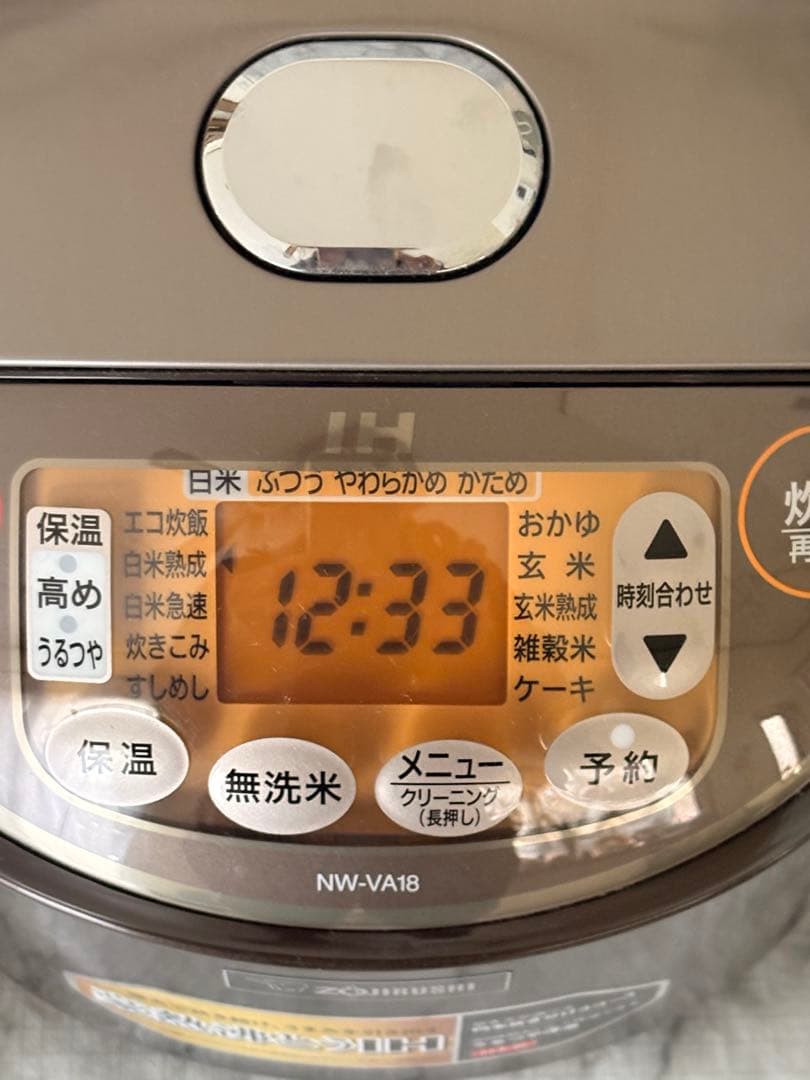 IH
白米 ふつう やわらかめ かため
保温
高め
うるつや
エコ炊飯
白米熟成
白米急速
炊きこみ
すしめし
12:33
おかゆ
玄米
玄米熟成
雑穀米
ケーキ
時刻合わせ
炊
再
保温
無洗米
メニュー
クリーニング
(長押し)
予約
NW-VA18
ZOJIRUSHI